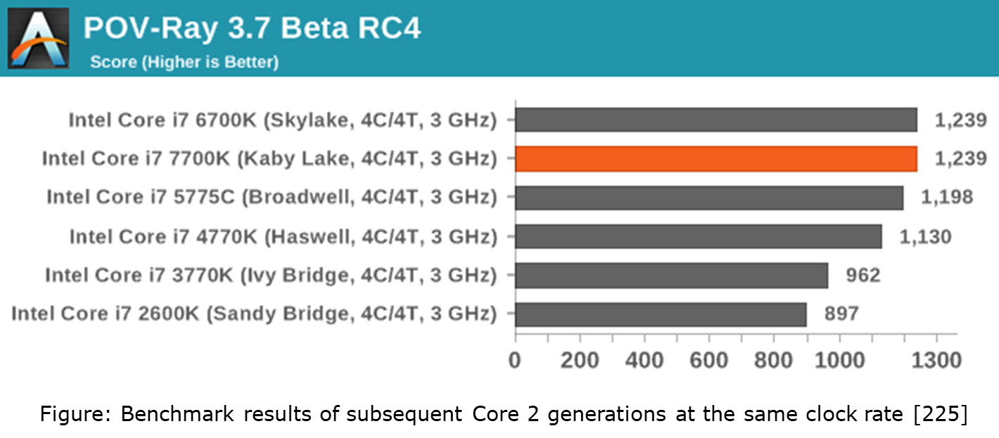 POV-Ray 3.7 Beta RC4
Score (Higher is Better)
Intel Core i7 6700K (Skylake, 4C/4T, 3 GHz) 1,239
Intel Core i7 7700K (Kaby Lake, 4C/4T, 3 GHz) 1,239
Intel Core i7 5775C (Broadwell, 4C/4T, 3 GHz) 1,198
Intel Core i7 4770K (Haswell, 4C/4T, 3 GHz) 1,130
Intel Core i7 3770K (Ivy Bridge, 4C/4T, 3 GHz) 962
Intel Core i7 2600K (Sandy Bridge, 4C/4T, 3 GHz) 897
0 200 400 600 800 1000 1300
Figure: Benchmark results of subsequent Core 2 generations at the same clock rate [225]